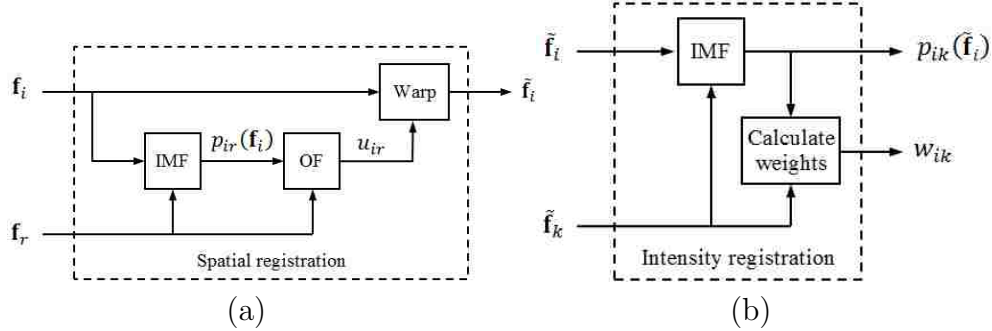 f_i
Warp
f̃_i
IMF
p_ir(f_i)
OF
u_ir
f_r
Spatial registration
(a)
f̃_i
IMF
p_ik(f̃_i)
Calculate
weights
w_ik
f̃_k
Intensity registration
(b)